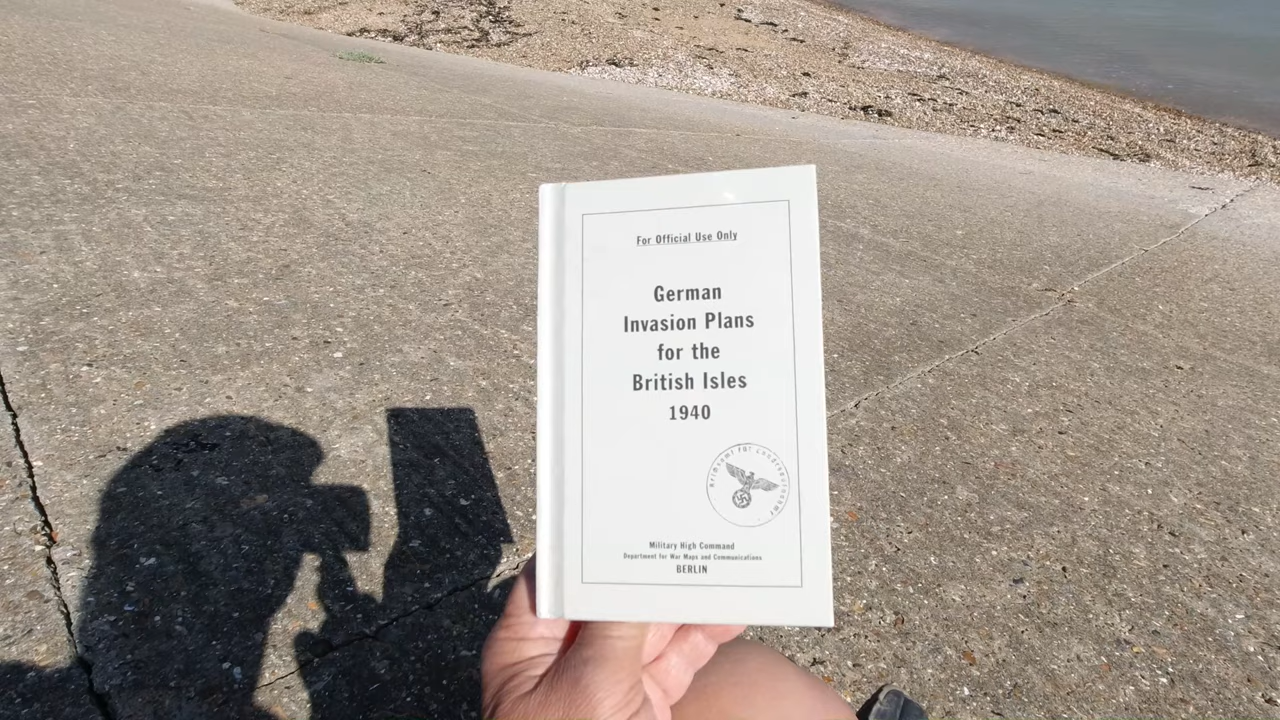 For Official Use Only
German
Invasion Plans
for the
British Isles
1940
Military High Command
Department for War Maps and Communications
BERLIN